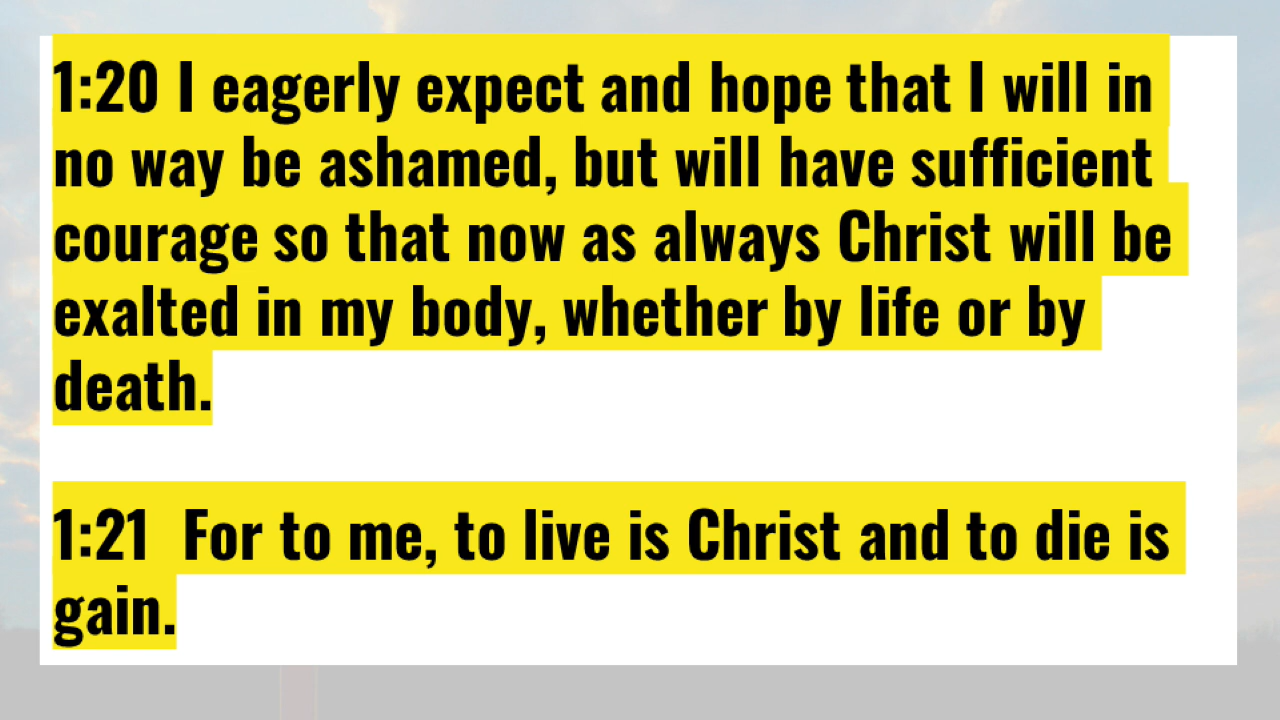 1:20 I eagerly expect and hope that I will in
no way be ashamed, but will have sufficient
courage so that now as always Christ will be
exalted in my body, whether by life or by
death.
1:21  For to me, to live is Christ and to die is
gain.